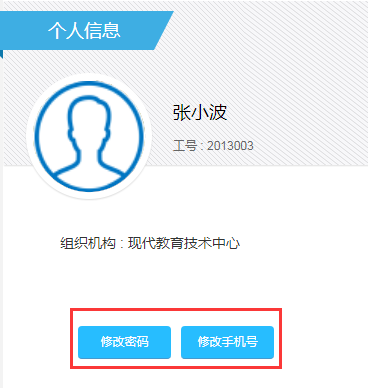 个人信息
张小波
工号 : 2013003
组织机构 : 现代教育技术中心
修改密码 修改手机号